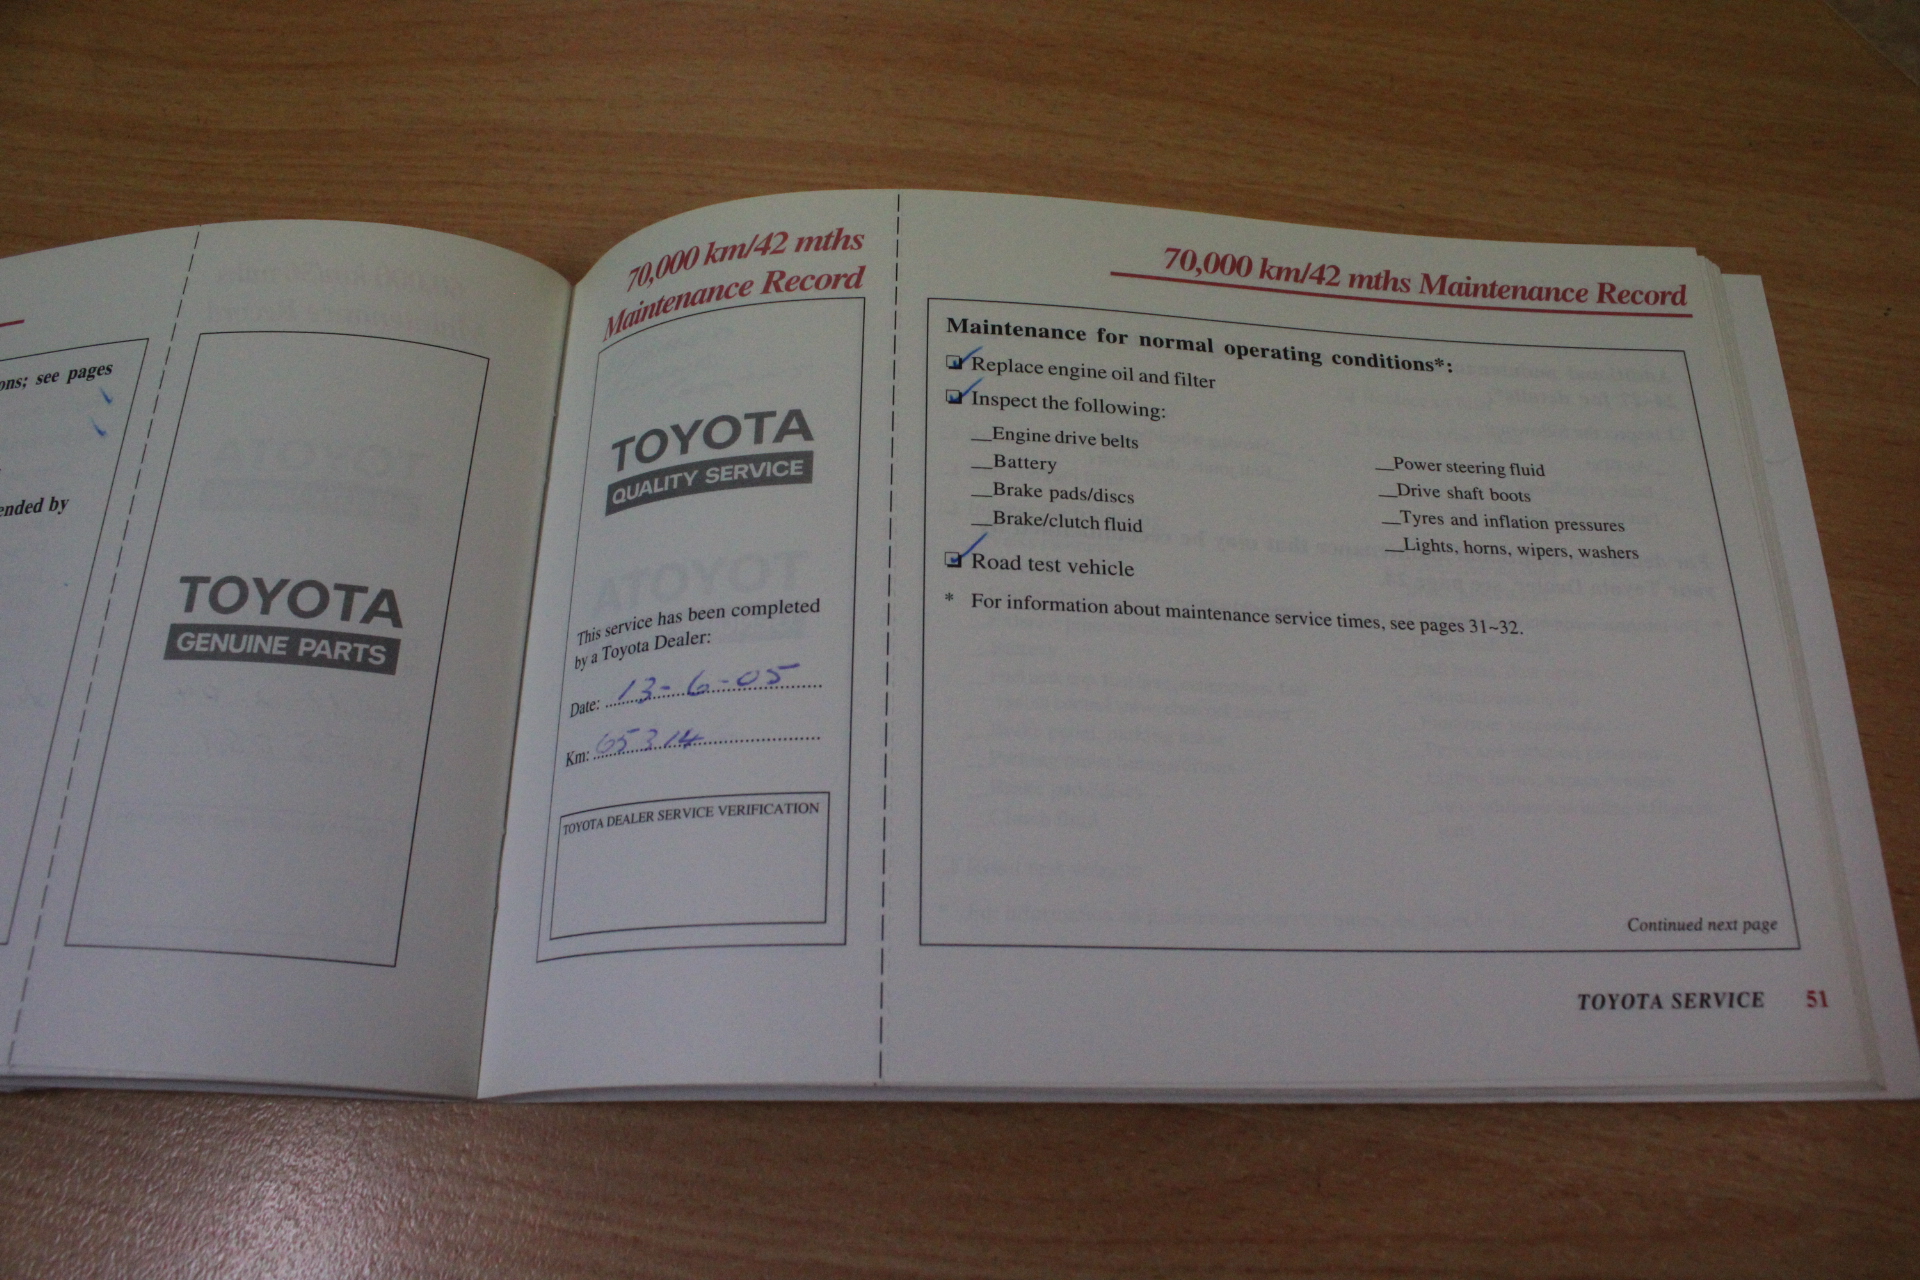 ons; see pages
ended by
TOYOTA
GENUINE PARTS
70,000 km/42 mths
Maintenance Record
TOYOTA
QUALITY SERVICE
This service has been completed
by a Toyota Dealer:
Date: 13-6-05
Km: 65314
TOYOTA DEALER SERVICE VERIFICATION
70,000 km/42 mths Maintenance Record
Maintenance for normal operating conditions*:
Replace engine oil and filter
Inspect the following:
__Engine drive belts
__Battery
__Brake pads/discs
__Brake/clutch fluid
__Power steering fluid
__Drive shaft boots
__Tyres and inflation pressures
__Lights, horns, wipers, washers
Road test vehicle
* For information about maintenance service times, see pages 31~32.
Continued next page
TOYOTA SERVICE 51